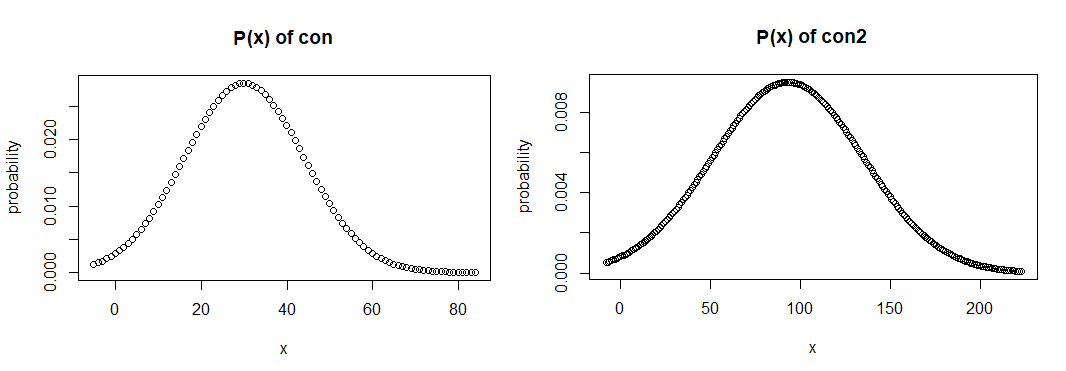 P(x) of con
probability
0.000 0.010 0.020
0 20 40 60 80
x
P(x) of con2
probability
0.000 0.004 0.008
0 50 100 150 200
x